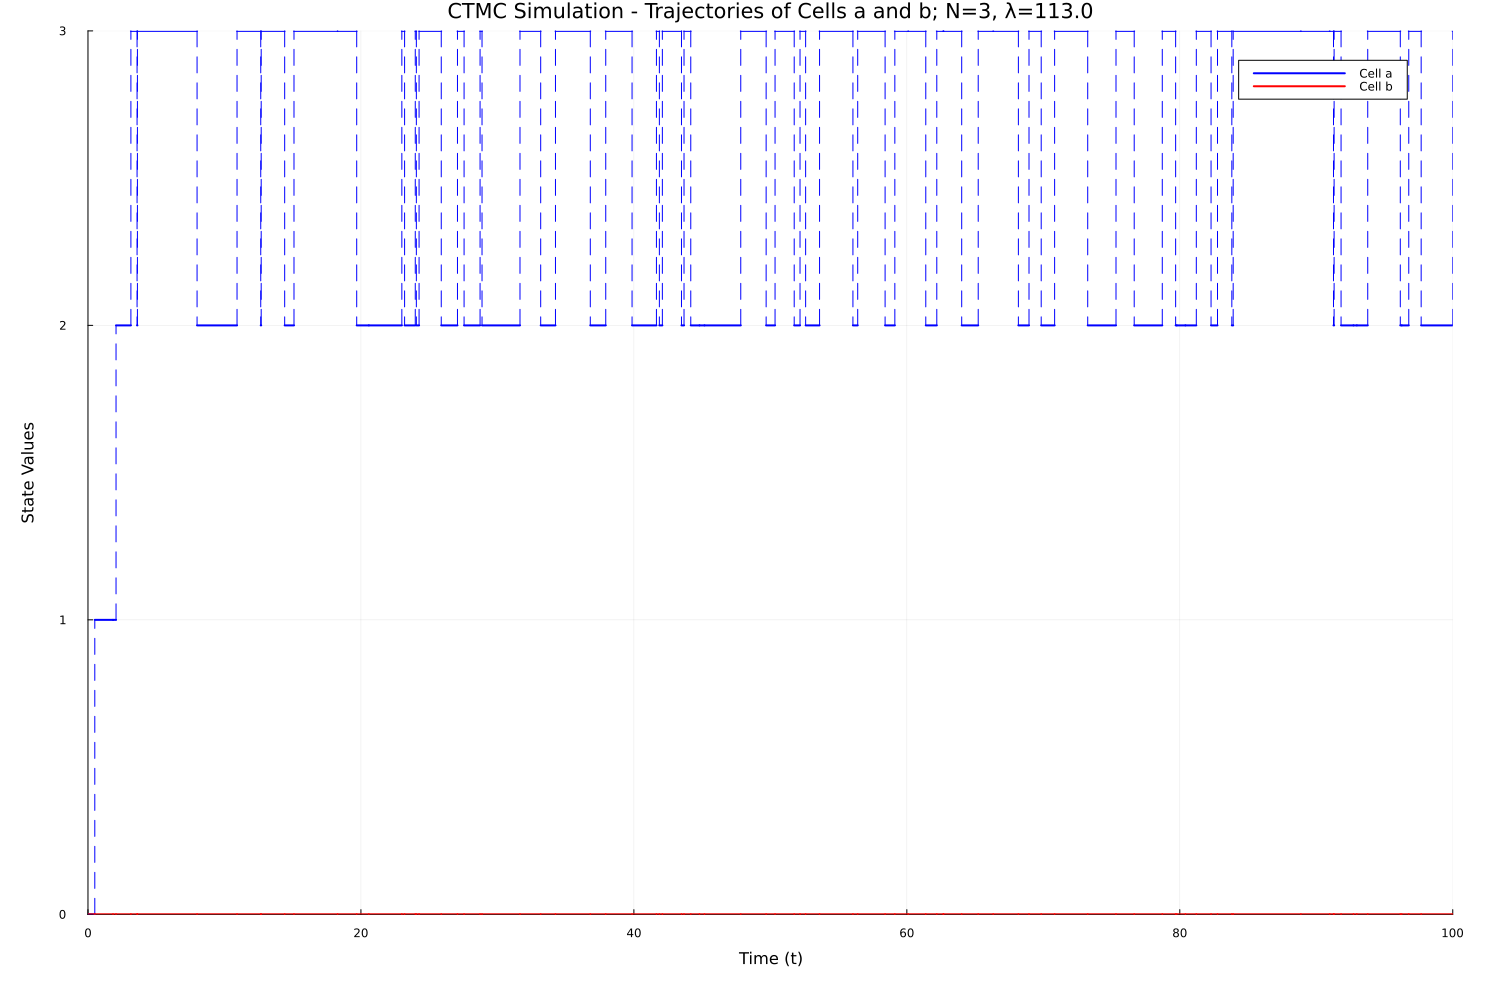 CTMC Simulation - Trajectories of Cells a and b; N=3, λ=113.0
3
Cell a
Cell b
2
State Values
1
0
0 20 40 60 80 100
Time (t)